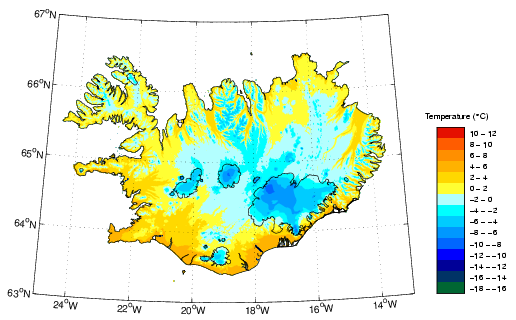 67°N
66°N
65°N
64°N
63°N
24°W
22°W
20°W
18°W
16°W
14°W
Temperature (°C)
10 – 12
8 – 10
6 – 8
4 – 6
2 – 4
0 – 2
-2 – 0
-4 – -2
-6 – -4
-8 – -6
-10 – -8
-12 – -10
-14 – -12
-16 – -14
-18 – -16